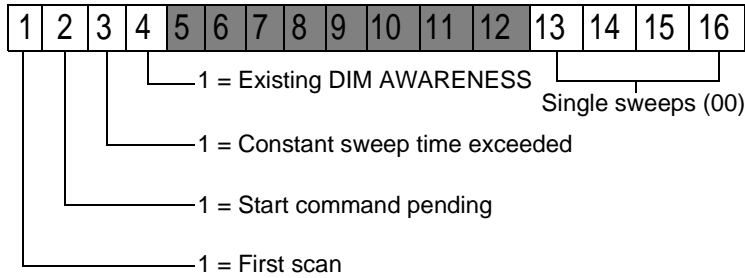 1 2 3 4 5 6 7 8 9 10 11 12 13 14 15 16
1 = Existing DIM AWARENESS
Single sweeps (00)
1 = Constant sweep time exceeded
1 = Start command pending
1 = First scan